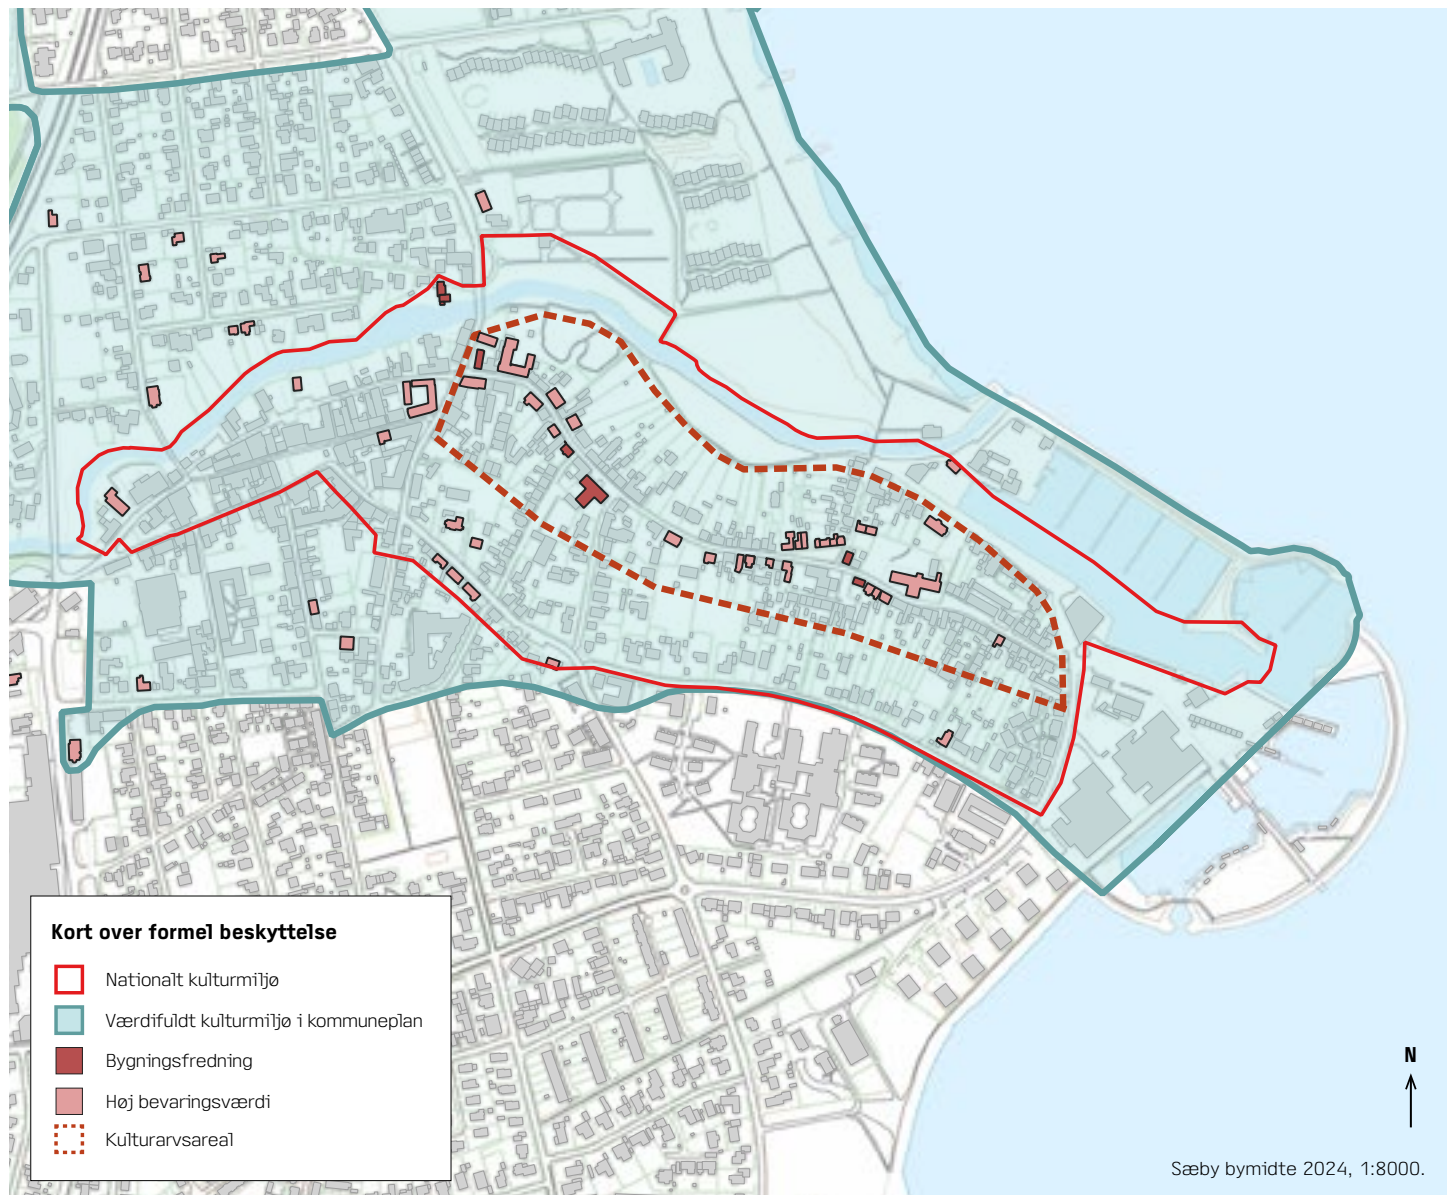 Kort over formel beskyttelse
Nationalt kulturmiljø
Værdifuldt kulturmiljø i kommuneplan
Bygningsfredning
Høj bevaringsværdi
Kulturarvsareal
N
Sæby bymidte 2024, 1:8000.